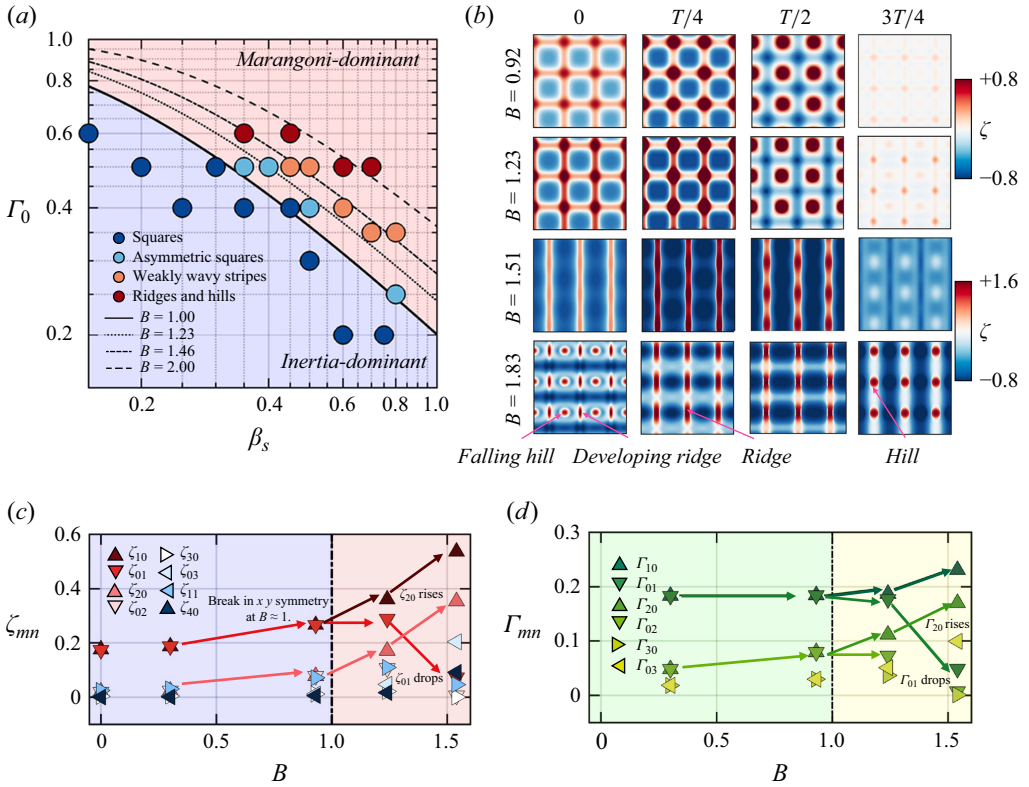 (a)
1.0
0.8
0.6
0.4
0.2
Γ0
Marangoni-dominant
Squares
Asymmetric squares
Weakly wavy stripes
Ridges and hills
B = 1.00
B = 1.23
B = 1.46
B = 2.00
Inertia-dominant
0.2
0.4
0.6
0.8
1.0
βs
(b)
0
T/4
T/2
3T/4
B = 0.92
B = 1.23
B = 1.51
B = 1.83
+0.8
ζ
−0.8
+1.6
ζ
−0.8
Falling hill
Developing ridge
Ridge
Hill
(c)
0.6
0.4
0.2
0
ζmn
ζ10
ζ01
ζ20
ζ02
ζ30
ζ03
ζ11
ζ40
Break in x y symmetry
at B ≈ 1.
ζ20 rises
ζ01 drops
0
0.5
1.0
1.5
B
(d)
0.3
0.2
0.1
0
Γmn
Γ10
Γ01
Γ20
Γ02
Γ30
Γ03
Γ20 rises
Γ01 drops
0
0.5
1.0
1.5
B